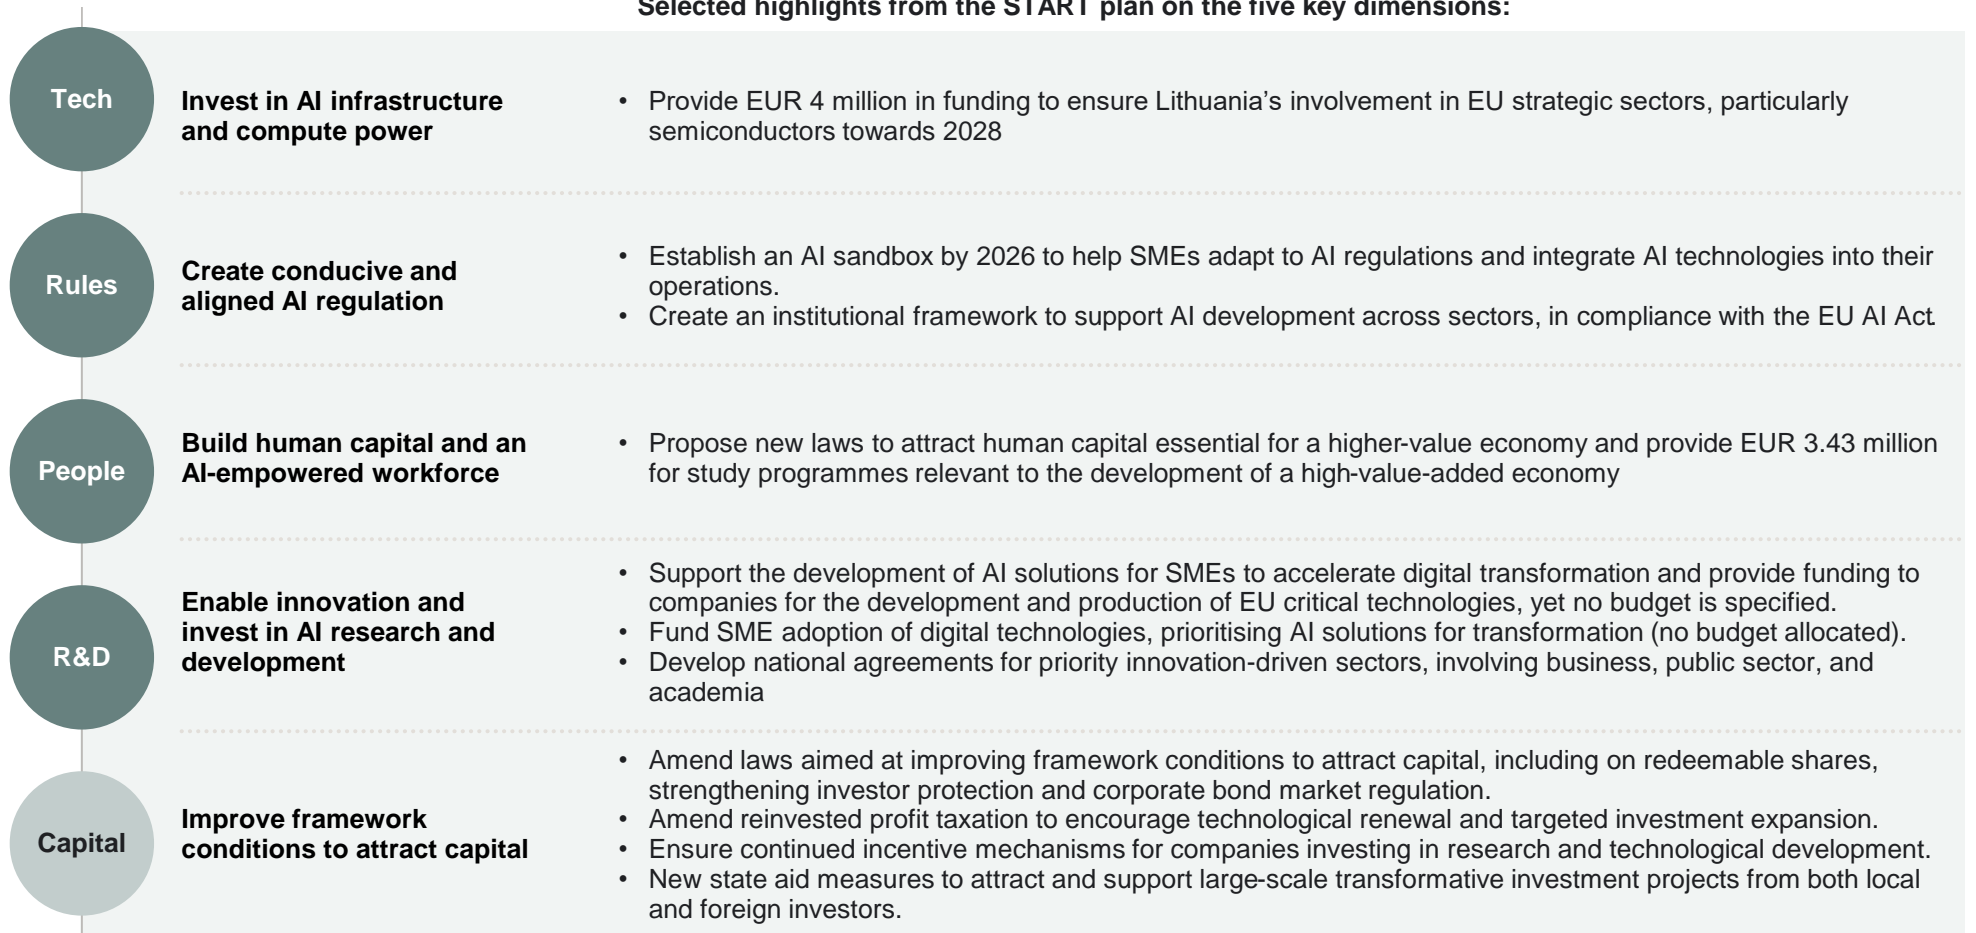 Selected highlights from the START plan on the five key dimensions:
Tech
Invest in AI infrastructure
and compute power
• Provide EUR 4 million in funding to ensure Lithuania’s involvement in EU strategic sectors, particularly
semiconductors towards 2028
Rules
Create conducive and
aligned AI regulation
• Establish an AI sandbox by 2026 to help SMEs adapt to AI regulations and integrate AI technologies into their
operations.
• Create an institutional framework to support AI development across sectors, in compliance with the EU AI Act.
People
Build human capital and an
AI-empowered workforce
• Propose new laws to attract human capital essential for a higher-value economy and provide EUR 3.43 million
for study programmes relevant to the development of a high-value-added economy
R&D
Enable innovation and
invest in AI research and
development
• Support the development of AI solutions for SMEs to accelerate digital transformation and provide funding to
companies for the development and production of EU critical technologies, yet no budget is specified.
• Fund SME adoption of digital technologies, prioritising AI solutions for transformation (no budget allocated).
• Develop national agreements for priority innovation-driven sectors, involving business, public sector, and
academia
Capital
Improve framework
conditions to attract capital
• Amend laws aimed at improving framework conditions to attract capital, including on redeemable shares,
strengthening investor protection and corporate bond market regulation.
• Amend reinvested profit taxation to encourage technological renewal and targeted investment expansion.
• Ensure continued incentive mechanisms for companies investing in research and technological development.
• New state aid measures to attract and support large-scale transformative investment projects from both local
and foreign investors.